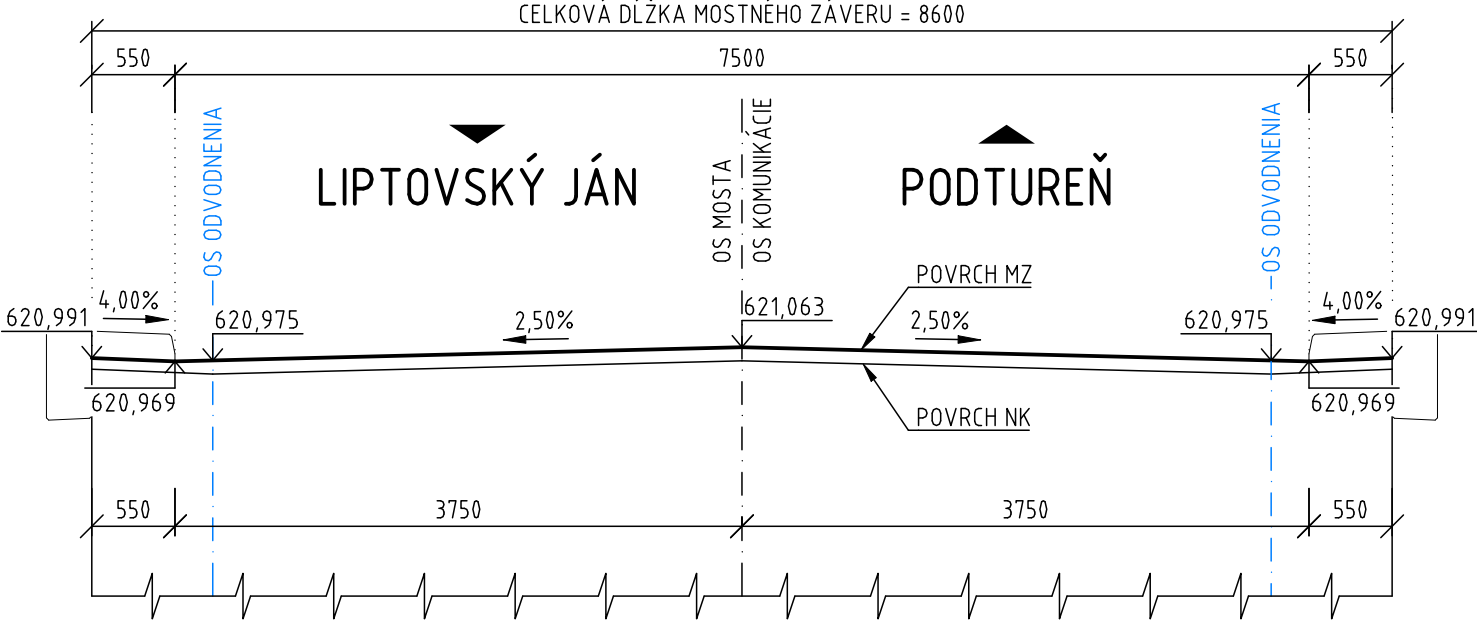 CELKOVÁ DĹŽKA MOSTNÉHO ZÁVERU = 8600
550
7500
550
OS ODVODNENIA
LIPTOVSKÝ JÁN
OS MOSTA
OS KOMUNIKÁCIE
PODTUREŇ
OS ODVODNENIA
POVRCH MZ
620,991
4,00%
620,975
2,50%
621,063
2,50%
620,975
4,00%
620,991
620,969
POVRCH NK
620,969
550
3750
3750
550